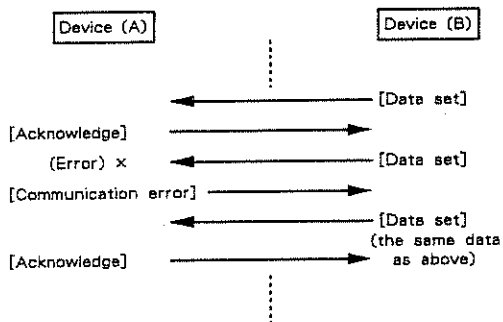 Device (A)
Device (B)
[Data set]
[Acknowledge]
(Error) ×
[Data set]
[Communication error]
[Data set]
(the same data
as above)
[Acknowledge]